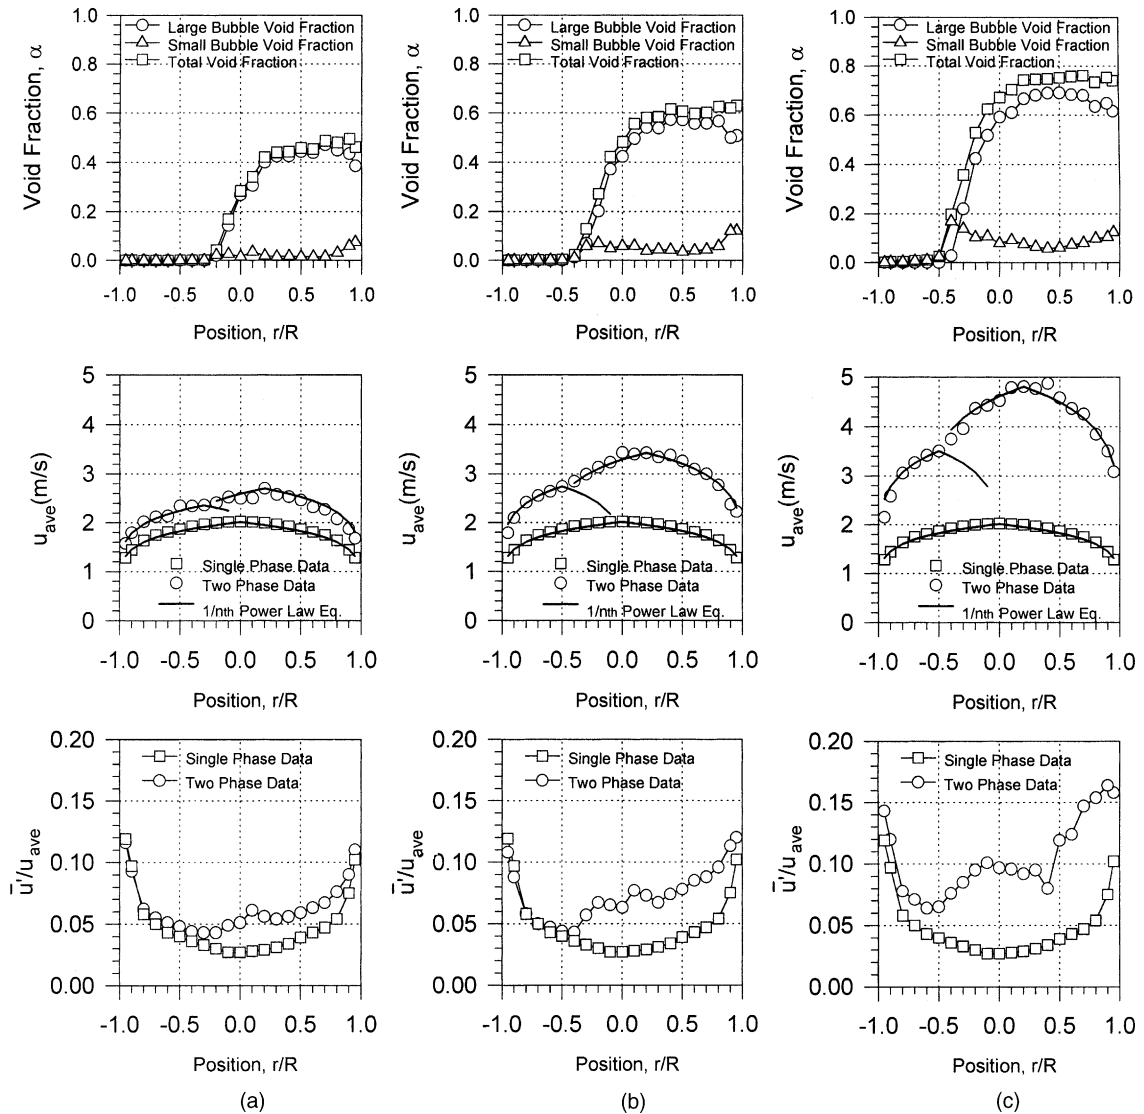 1.0
0.8
0.6
0.4
0.2
0.0
Void Fraction, α
Large Bubble Void Fraction
Small Bubble Void Fraction
Total Void Fraction
-1.0 -0.5 0.0 0.5 1.0
Position, r/R
1.0
0.8
0.6
0.4
0.2
0.0
Void Fraction, α
Large Bubble Void Fraction
Small Bubble Void Fraction
Total Void Fraction
-1.0 -0.5 0.0 0.5 1.0
Position, r/R
1.0
0.8
0.6
0.4
0.2
0.0
Void Fraction, α
Large Bubble Void Fraction
Small Bubble Void Fraction
Total Void Fraction
-1.0 -0.5 0.0 0.5 1.0
Position, r/R
5
4
3
2
1
0
uave(m/s)
Single Phase Data
Two Phase Data
1/nth Power Law Eq.
-1.0 -0.5 0.0 0.5 1.0
Position, r/R
5
4
3
2
1
0
uave(m/s)
Single Phase Data
Two Phase Data
1/nth Power Law Eq.
-1.0 -0.5 0.0 0.5 1.0
Position, r/R
5
4
3
2
1
0
uave(m/s)
Single Phase Data
Two Phase Data
1/nth Power Law Eq.
-1.0 -0.5 0.0 0.5 1.0
Position, r/R
0.20
0.15
0.10
0.05
0.00
u̅'/uave
Single Phase Data
Two Phase Data
-1.0 -0.5 0.0 0.5 1.0
Position, r/R
(a)
0.20
0.15
0.10
0.05
0.00
u̅'/uave
Single Phase Data
Two Phase Data
-1.0 -0.5 0.0 0.5 1.0
Position, r/R
(b)
0.20
0.15
0.10
0.05
0.00
u̅'/uave
Single Phase Data
Two Phase Data
-1.0 -0.5 0.0 0.5 1.0
Position, r/R
(c)